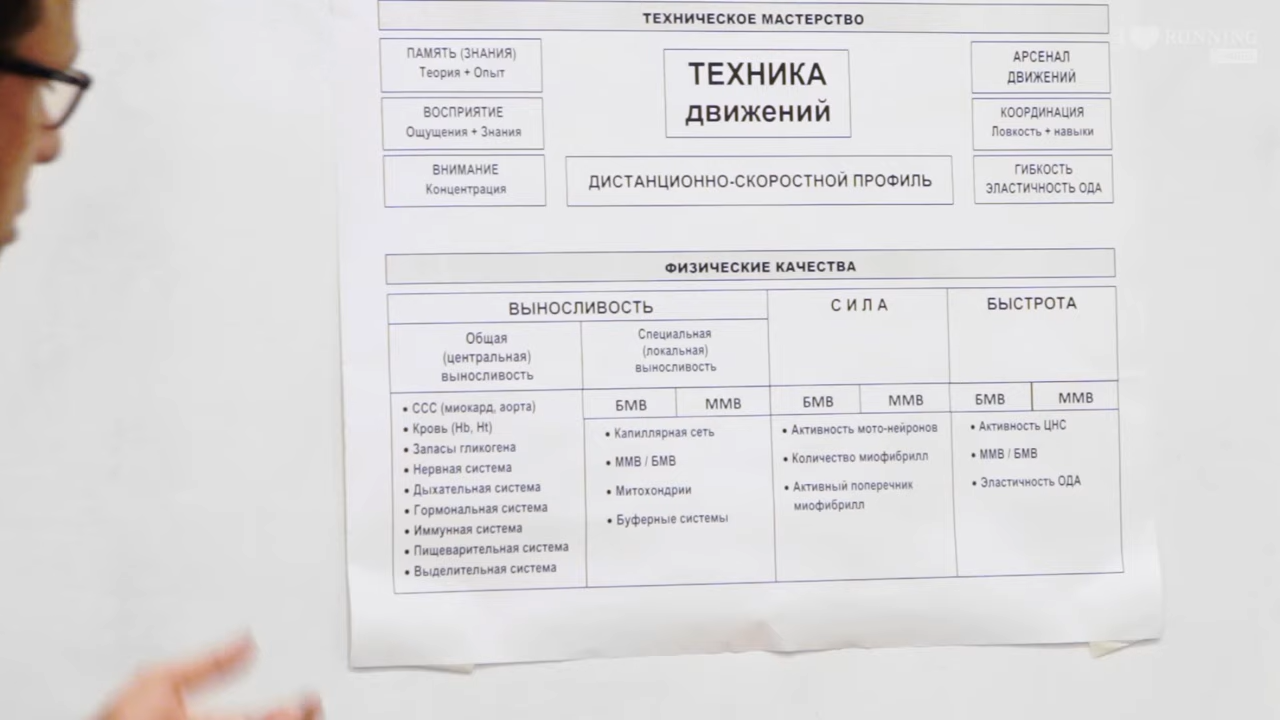 ТЕХНИЧЕСКОЕ МАСТЕРСТВО
ПАМЯТЬ (ЗНАНИЯ)
Теория + Опыт
ВОСПРИЯТИЕ
Ощущения + Знания
ВНИМАНИЕ
Концентрация
ТЕХНИКА
движений
ДИСТАНЦИОННО-СКОРОСТНОЙ ПРОФИЛЬ
АРСЕНАЛ
ДВИЖЕНИЙ
КООРДИНАЦИЯ
Ловкость + навыки
ГИБКОСТЬ
ЭЛАСТИЧНОСТЬ ОДА
RUNNING
ФИЗИЧЕСКИЕ КАЧЕСТВА
ВЫНОСЛИВОСТЬ
Общая
(центральная)
выносливость
• ССС (миокард, аорта)
• Кровь (Hb, Ht)
• Запасы гликогена
• Нервная система
• Дыхательная система
• Гормональная система
• Иммунная система
• Пищеварительная система
• Выделительная система
Специальная
(локальная)
выносливость
БМВ ММВ
• Капиллярная сеть
• ММВ / БМВ
• Митохондрии
• Буферные системы
С И Л А
БМВ ММВ
• Активность мото-нейронов
• Количество миофибрилл
• Активный поперечник
миофибрилл
БЫСТРОТА
БМВ ММВ
• Активность ЦНС
• ММВ / БМВ
• Эластичность ОДА